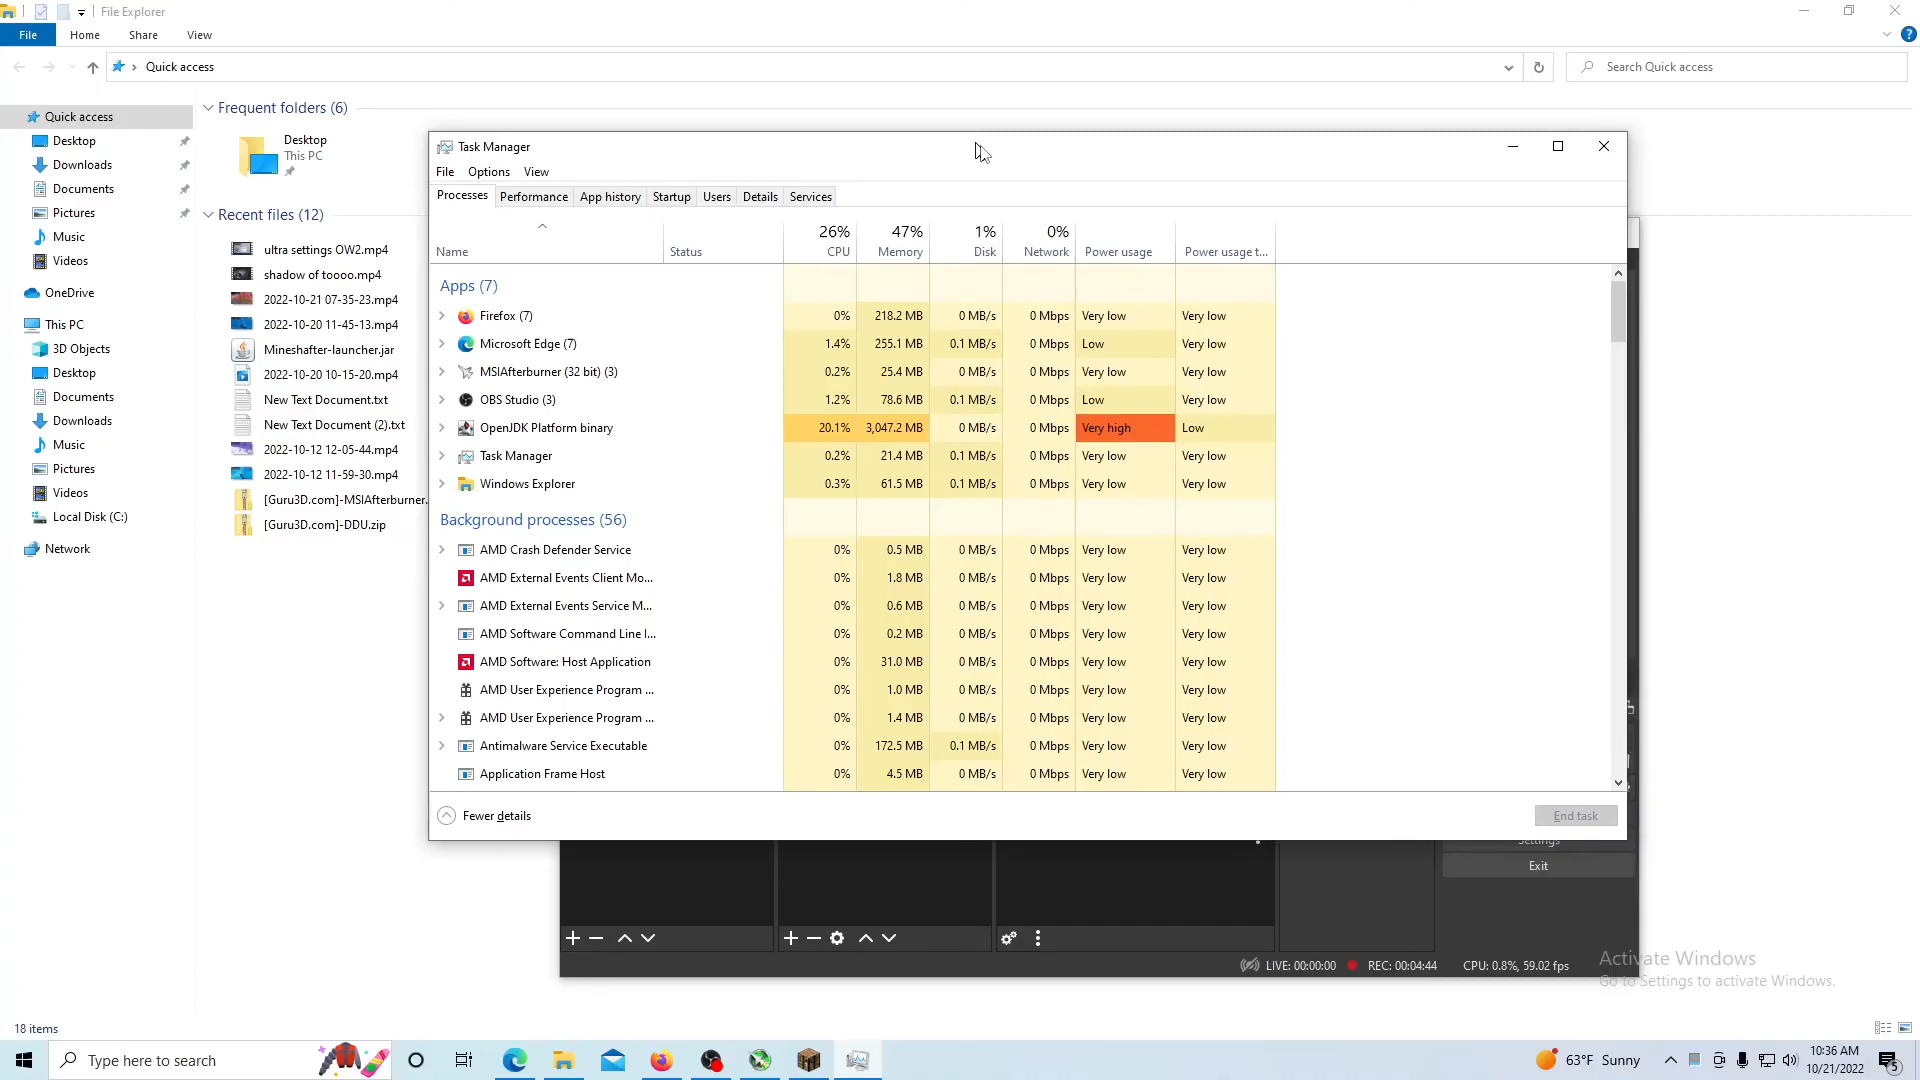 File Explorer
File Home Share View
Quick access Search Quick access
Quick access
Desktop
Downloads
Documents
Pictures
Music
Videos
OneDrive
This PC
3D Objects
Desktop
Documents
Downloads
Music
Pictures
Videos
Local Disk (C:)
Network
Frequent folders (6)
Desktop
This PC
Recent files (12)
ultra settings OW2.mp4
shadow of toooo.mp4
2022-10-21 07-35-23.mp4
2022-10-20 11-45-13.mp4
Mineshafter-launcher.jar
2022-10-20 10-15-20.mp4
New Text Document.txt
New Text Document (2).txt
2022-10-12 12-05-44.mp4
2022-10-12 11-59-30.mp4
[Guru3D.com]-MSIAfterburner.
[Guru3D.com]-DDU.zip
Task Manager
File Options View
Processes Performance App history Startup Users Details Services
26% 47% 1% 0%
Name Status CPU Memory Disk Network Power usage Power usage t...
Apps (7)
Firefox (7) 0% 218.2 MB 0 MB/s 0 Mbps Very low Very low
Microsoft Edge (7) 1.4% 255.1 MB 0.1 MB/s 0 Mbps Low Very low
MSIAfterburner (32 bit) (3) 0.2% 25.4 MB 0 MB/s 0 Mbps Very low Very low
OBS Studio (3) 1.2% 78.6 MB 0.1 MB/s 0 Mbps Low Very low
OpenJDK Platform binary 20.1% 3,047.2 MB 0 MB/s 0 Mbps Very high Low
Task Manager 0.2% 21.4 MB 0.1 MB/s 0 Mbps Very low Very low
Windows Explorer 0.3% 61.5 MB 0.1 MB/s 0 Mbps Very low Very low
Background processes (56)
AMD Crash Defender Service 0% 0.5 MB 0 MB/s 0 Mbps Very low Very low
AMD External Events Client Mo... 0% 1.8 MB 0 MB/s 0 Mbps Very low Very low
AMD External Events Service M... 0% 0.6 MB 0 MB/s 0 Mbps Very low Very low
AMD Software Command Line I... 0% 0.2 MB 0 MB/s 0 Mbps Very low Very low
AMD Software: Host Application 0% 31.0 MB 0 MB/s 0 Mbps Very low Very low
AMD User Experience Program ... 0% 1.0 MB 0 MB/s 0 Mbps Very low Very low
AMD User Experience Program ... 0% 1.4 MB 0 MB/s 0 Mbps Very low Very low
Antimalware Service Executable 0% 172.5 MB 0.1 MB/s 0 Mbps Very low Very low
Application Frame Host 0% 4.5 MB 0 MB/s 0 Mbps Very low Very low
Fewer details End task
Settings
Exit
LIVE: 00:00:00 REC: 00:04:44 CPU: 0.8%, 59.02 fps
Activate Windows
Go to Settings to activate Windows.
18 items
Type here to search 63°F Sunny 10:36 AM
10/21/2022
5